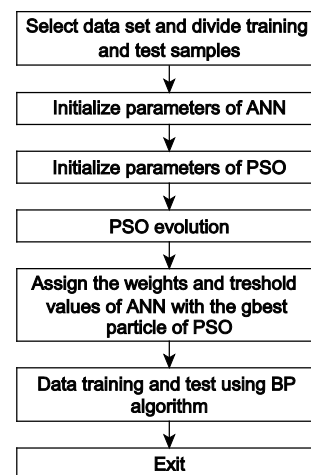 Select data set and divide training
and test samples
Initialize parameters of ANN
Initialize parameters of PSO
PSO evolution
Assign the weights and treshold
values of ANN with the gbest
particle of PSO
Data training and test using BP
algorithm
Exit